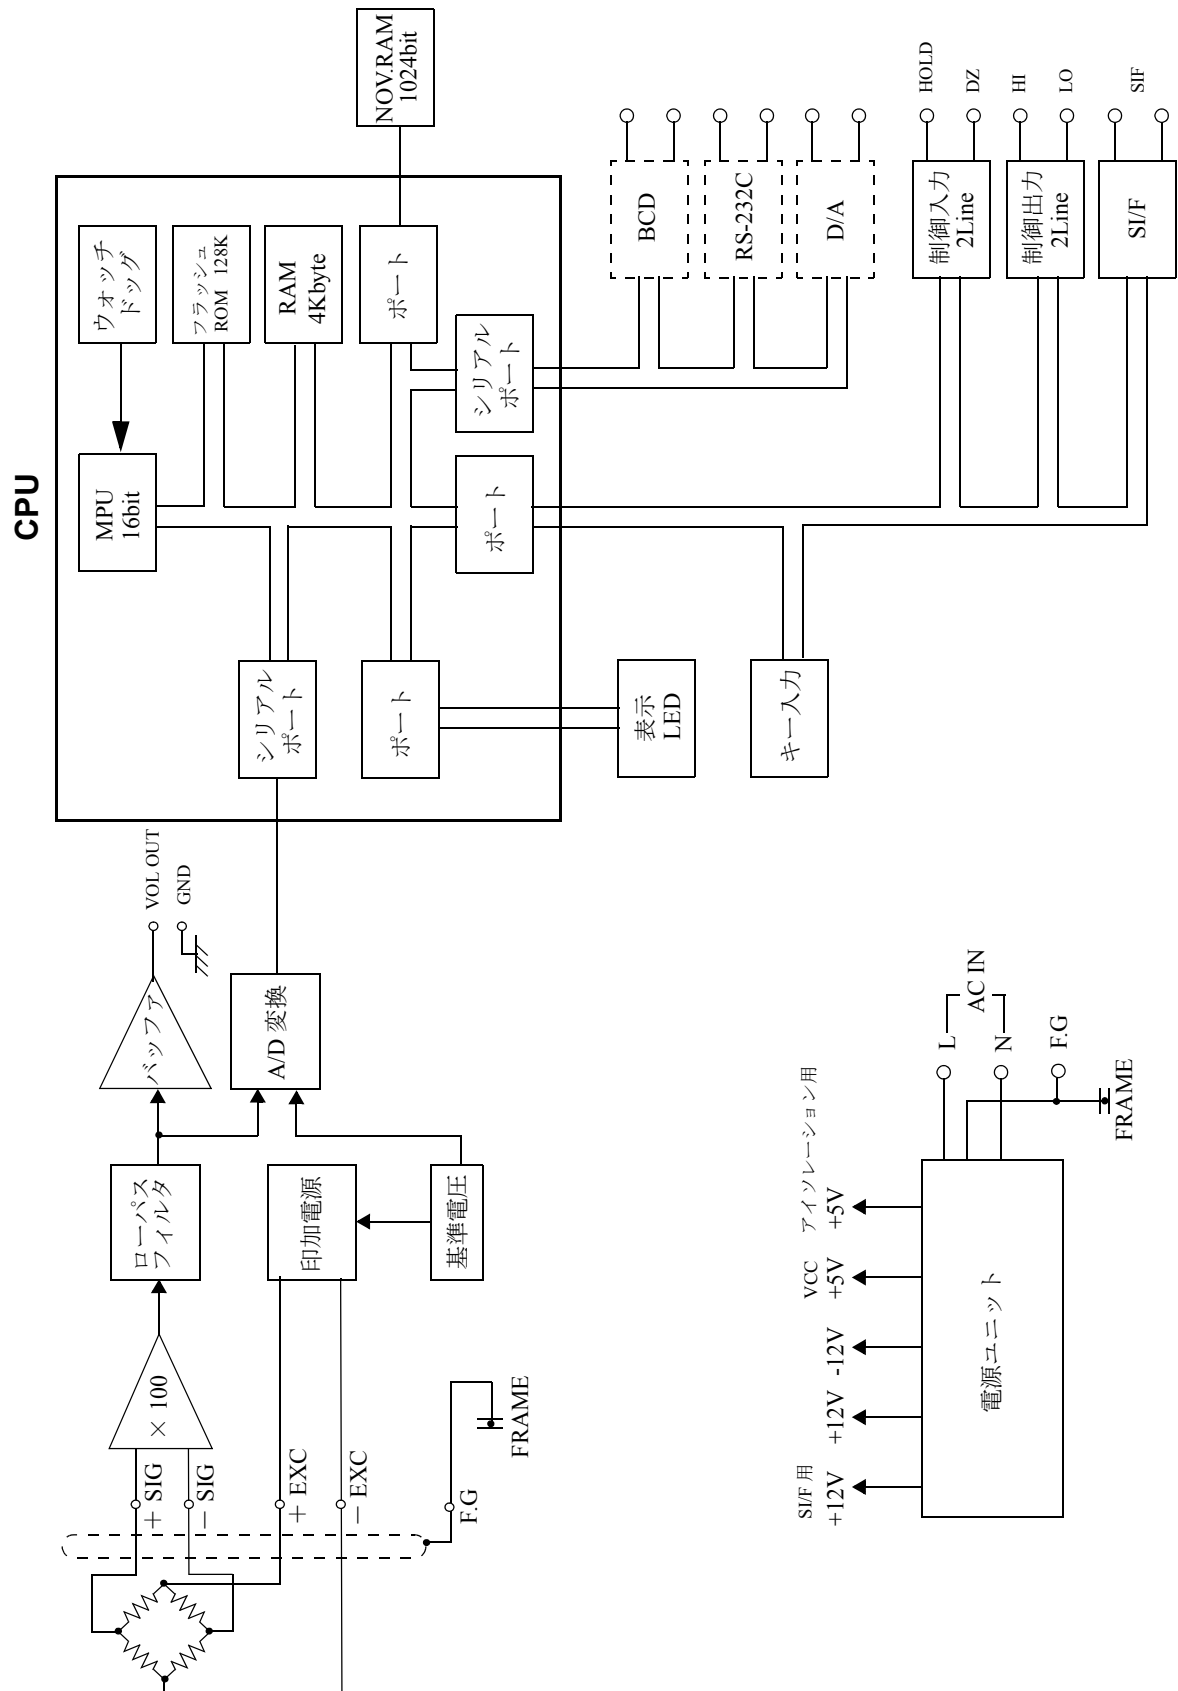 CPU
ウォッチ
ドッグ
フラッシュ
ROM 128K
RAM
4Kbyte
ポート
NOV.RAM
1024bit
MPU
16bit
シリアル
ポート
ポート
シリアル
ポート
ポート
BCD
RS-232C
D/A
制御入力
2Line
制御出力
2Line
SI/F
HOLD
DZ
HI
LO
SIF
表示
LED
キー入力
VOL OUT
GND
バッファ
A/D 変換
ローパス
フィルタ
印加電源
基準電圧
× 100
+ SIG
− SIG
+ EXC
− EXC
F.G
FRAME
SI/F 用
+12V
+12V
-12V
VCC
+5V
アイソレーション用
+5V
電源ユニット
L
N
AC IN
F.G
FRAME